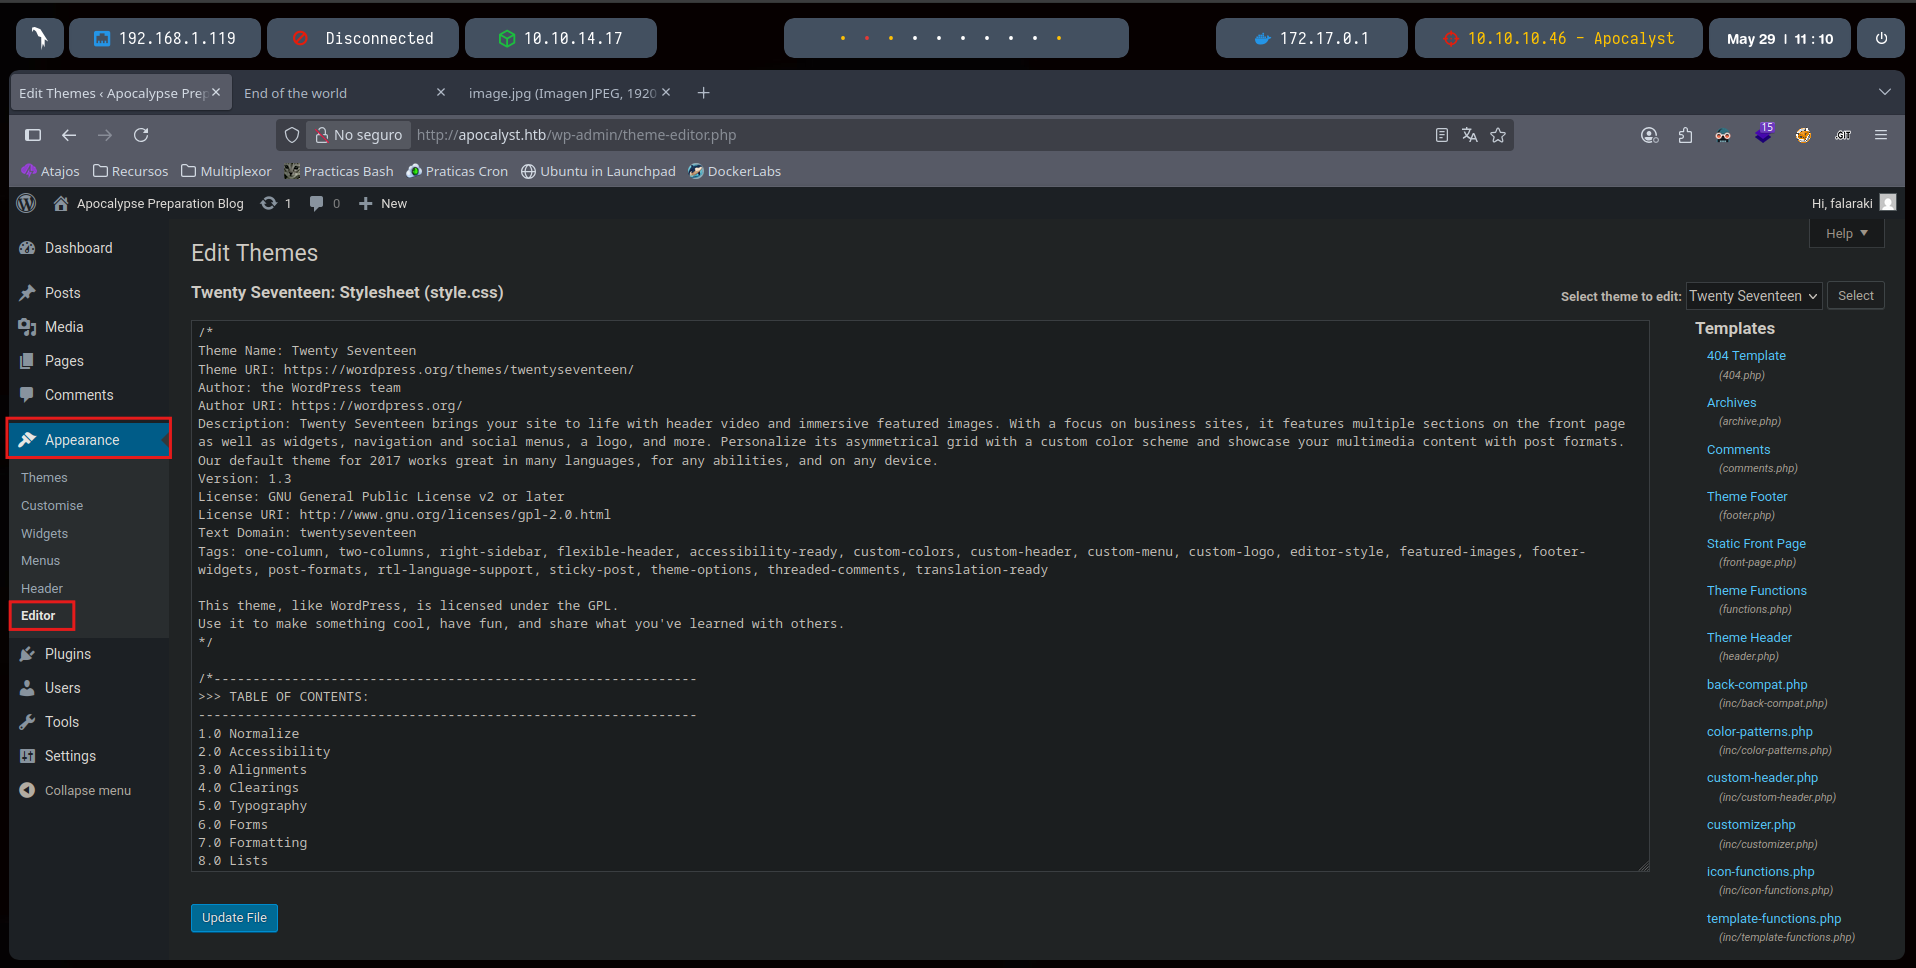 192.168.1.119
Disconnected
10.10.14.17
172.17.0.1
10.10.10.46 - Apocalyst
May 29 | 11:10
Edit Themes ‹ Apocalypse Prep
End of the world
image.jpg (Imagen JPEG, 1920
No seguro
http://apocalyst.htb/wp-admin/theme-editor.php
15
.GIT
Atajos
Recursos
Multiplexor
Practicas Bash
Praticas Cron
Ubuntu in Launchpad
DockerLabs
Apocalypse Preparation Blog
1
0
New
Hi, falaraki
Help
Dashboard
Posts
Media
Pages
Comments
Appearance
Themes
Customise
Widgets
Menus
Header
Editor
Plugins
Users
Tools
Settings
Collapse menu
Edit Themes
Twenty Seventeen: Stylesheet (style.css)
Select theme to edit:
Twenty Seventeen
Select
/*
Theme Name: Twenty Seventeen
Theme URI: https://wordpress.org/themes/twentyseventeen/
Author: the WordPress team
Author URI: https://wordpress.org/
Description: Twenty Seventeen brings your site to life with header video and immersive featured images. With a focus on business sites, it features multiple sections on the front page
as well as widgets, navigation and social menus, a logo, and more. Personalize its asymmetrical grid with a custom color scheme and showcase your multimedia content with post formats.
Our default theme for 2017 works great in many languages, for any abilities, and on any device.
Version: 1.3
License: GNU General Public License v2 or later
License URI: http://www.gnu.org/licenses/gpl-2.0.html
Text Domain: twentyseventeen
Tags: one-column, two-columns, right-sidebar, flexible-header, accessibility-ready, custom-colors, custom-header, custom-menu, custom-logo, editor-style, featured-images, footer-
widgets, post-formats, rtl-language-support, sticky-post, theme-options, threaded-comments, translation-ready
This theme, like WordPress, is licensed under the GPL.
Use it to make something cool, have fun, and share what you've learned with others.
*/
/*--------------------------------------------------------------
>>> TABLE OF CONTENTS:
----------------------------------------------------------------
1.0 Normalize
2.0 Accessibility
3.0 Alignments
4.0 Clearings
5.0 Typography
6.0 Forms
7.0 Formatting
8.0 Lists
Update File
Templates
404 Template
(404.php)
Archives
(archive.php)
Comments
(comments.php)
Theme Footer
(footer.php)
Static Front Page
(front-page.php)
Theme Functions
(functions.php)
Theme Header
(header.php)
back-compat.php
(inc/back-compat.php)
color-patterns.php
(inc/color-patterns.php)
custom-header.php
(inc/custom-header.php)
customizer.php
(inc/customizer.php)
icon-functions.php
(inc/icon-functions.php)
template-functions.php
(inc/template-functions.php)